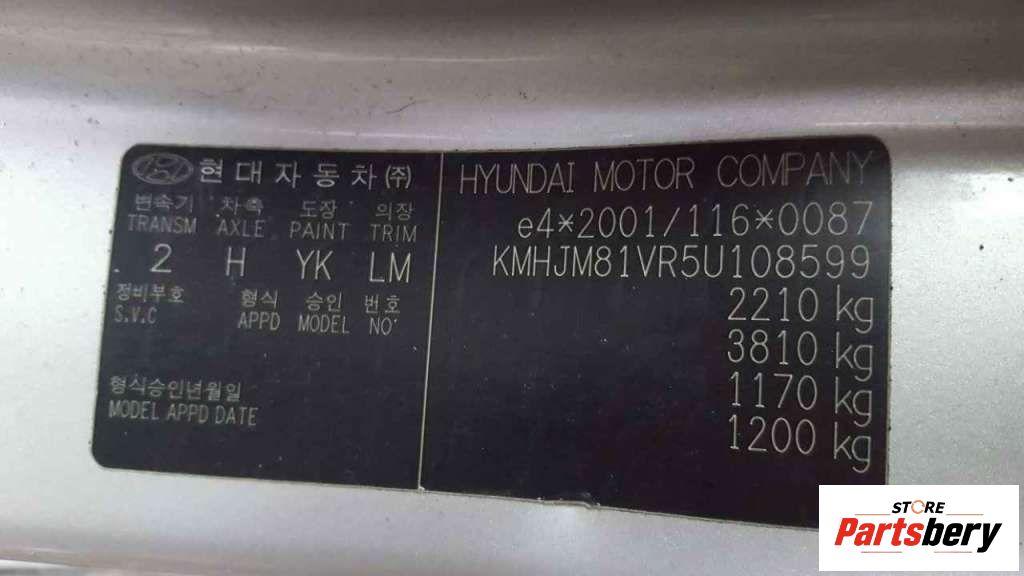 현대자동차(주)
변속기 차축 도장 의장
TRANSM AXLE PAINT TRIM
2 H YK LM
정비부호 형식 승인 번호
S.V.C APPD MODEL NO'
형식승인년월일
MODEL APPD DATE
HYUNDAI MOTOR COMPANY
e4*2001/116*0087
KMHJM81VR5U108599
2210 kg
3810 kg
1170 kg
1200 kg
STORE
Partsbery